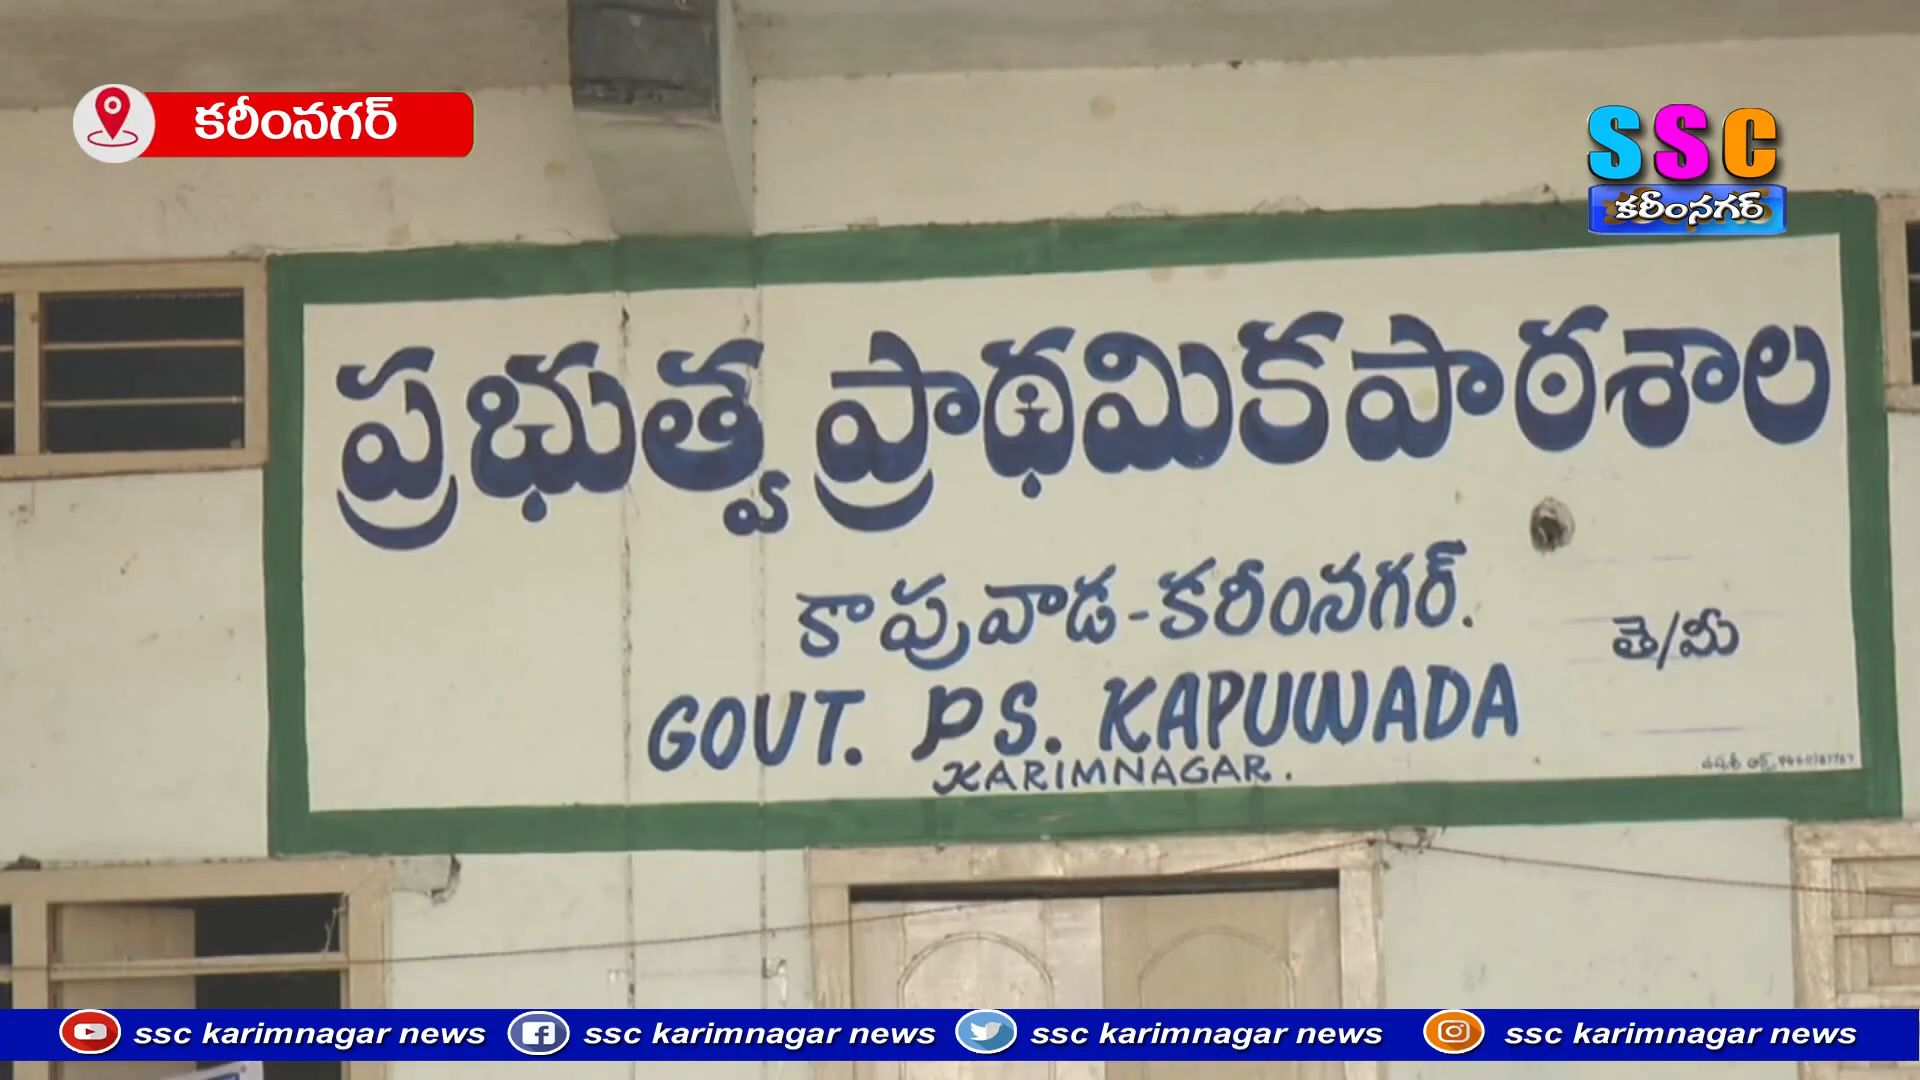 కరీంనగర్
SSC
కరీంనగర్
ప్రభుత్వ ప్రాథమిక పాఠశాల
కాపువాడ-కరీంనగర్.
తె/మీ
GOVT. PS. KAPUWADA
KARIMNAGAR.
ssc karimnagar news ssc karimnagar news ssc karimnagar news ssc karimnagar news